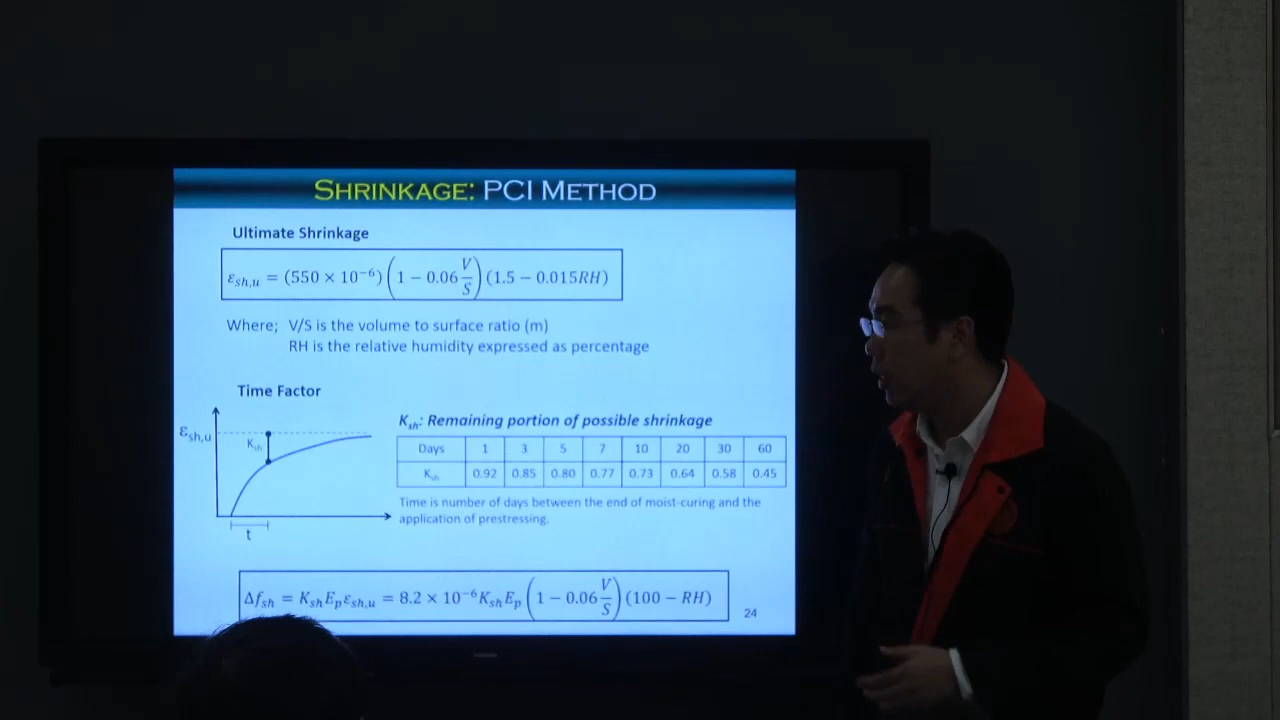 SHRINKAGE: PCI METHOD
Ultimate Shrinkage
ε_sh,u = (550 × 10⁻⁶) (1 − 0.06 V/S) (1.5 − 0.015RH)
Where; V/S is the volume to surface ratio (m)
RH is the relative humidity expressed as percentage
Time Factor
K_sh: Remaining portion of possible shrinkage
ε_sh,u
K_sh
t
Days 1 3 5 7 10 20 30 60
K_sh 0.92 0.85 0.80 0.77 0.73 0.64 0.58 0.45
Time is number of days between the end of moist-curing and the
application of prestressing.
Δf_sh = K_sh E_p ε_sh,u = 8.2 × 10⁻⁶ K_sh E_p (1 − 0.06 V/S) (100 − RH)
24